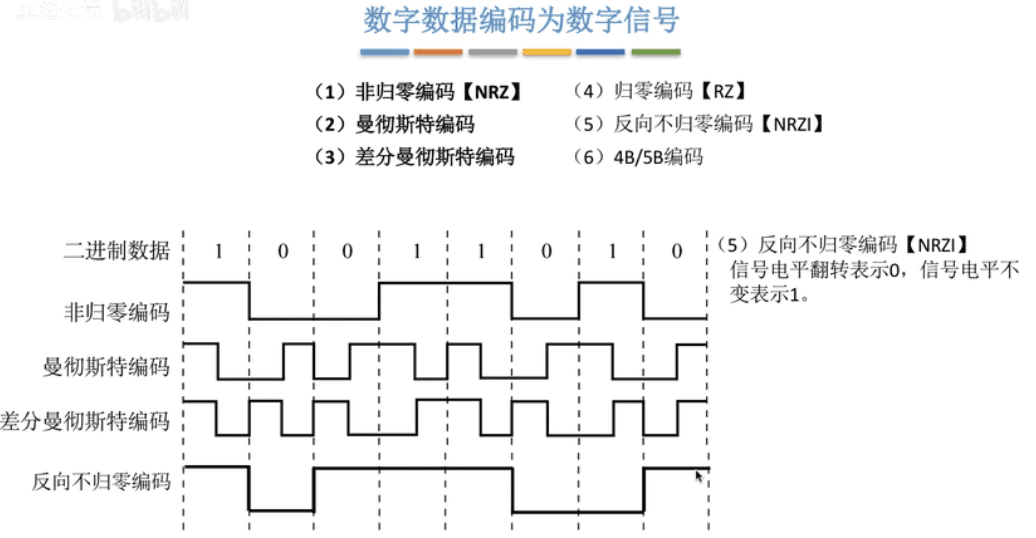 数字数据编码为数字信号
（1）非归零编码【NRZ】
（2）曼彻斯特编码
（3）差分曼彻斯特编码
（4）归零编码【RZ】
（5）反向不归零编码【NRZI】
（6）4B/5B编码
二进制数据 1 0 0 1 1 0 1 0
非归零编码
曼彻斯特编码
差分曼彻斯特编码
反向不归零编码
（5）反向不归零编码【NRZI】
信号电平翻转表示0，信号电平不
变表示1。